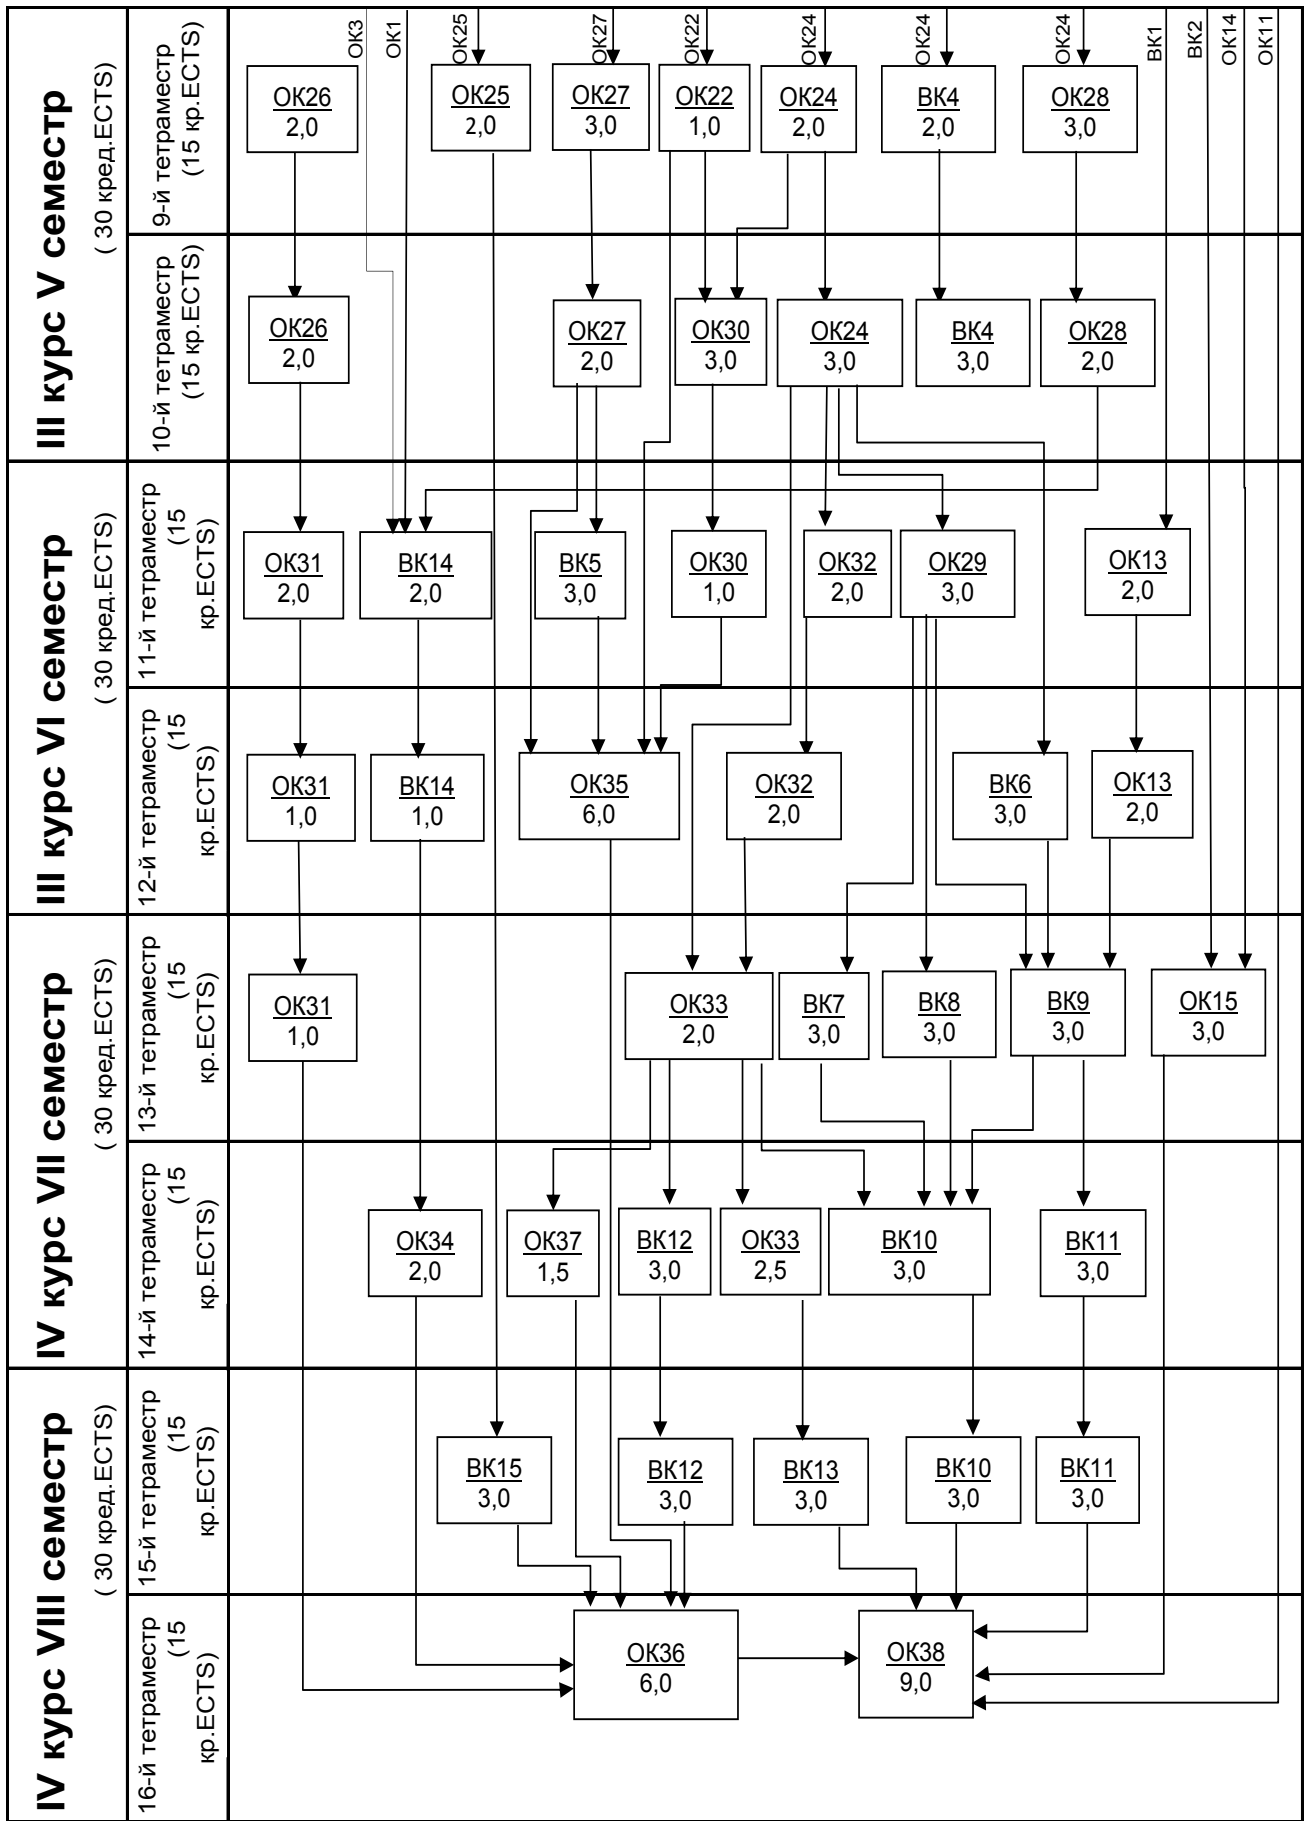 III курс V семестр
( 30 кред.ECTS)
9-й тетраместр
(15 кр.ECTS)
ОК3
ОК1
ОК25
ОК27
ОК22
ОК24
ОК24
ОК24
ВК1
ВК2
ОК14
ОК11
ОК26
2,0
ОК25
2,0
ОК27
3,0
ОК22
1,0
ОК24
2,0
ВК4
2,0
ОК28
3,0
10-й тетраместр
(15 кр.ECTS)
ОК26
2,0
ОК27
2,0
ОК30
3,0
ОК24
3,0
ВК4
3,0
ОК28
2,0
III курс VI семестр
( 30 кред.ECTS)
11-й тетраместр
(15
кр.ECTS)
ОК31
2,0
ВК14
2,0
ВК5
3,0
ОК30
1,0
ОК32
2,0
ОК29
3,0
ОК13
2,0
12-й тетраместр
(15
кр.ECTS)
ОК31
1,0
ВК14
1,0
ОК35
6,0
ОК32
2,0
ВК6
3,0
ОК13
2,0
IV курс VII семестр
( 30 кред.ECTS)
13-й тетраместр
(15
кр.ECTS)
ОК31
1,0
ОК33
2,0
ВК7
3,0
ВК8
3,0
ВК9
3,0
ОК15
3,0
14-й тетраместр
(15
кр.ECTS)
ОК34
2,0
ОК37
1,5
ВК12
3,0
ОК33
2,5
ВК10
3,0
ВК11
3,0
IV курс VIII семестр
( 30 кред.ECTS)
15-й тетраместр
(15
кр.ECTS)
ВК15
3,0
ВК12
3,0
ВК13
3,0
ВК10
3,0
ВК11
3,0
16-й тетраместр
(15
кр.ECTS)
ОК36
6,0
ОК38
9,0